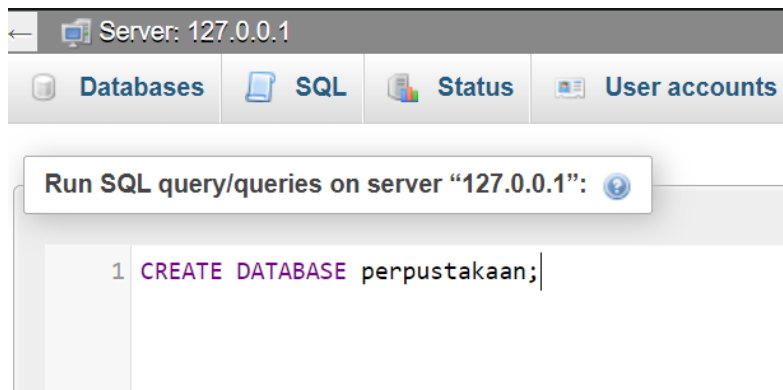 Server: 127.0.0.1
Databases SQL Status User accounts
Run SQL query/queries on server “127.0.0.1”:
1 CREATE DATABASE perpustakaan;